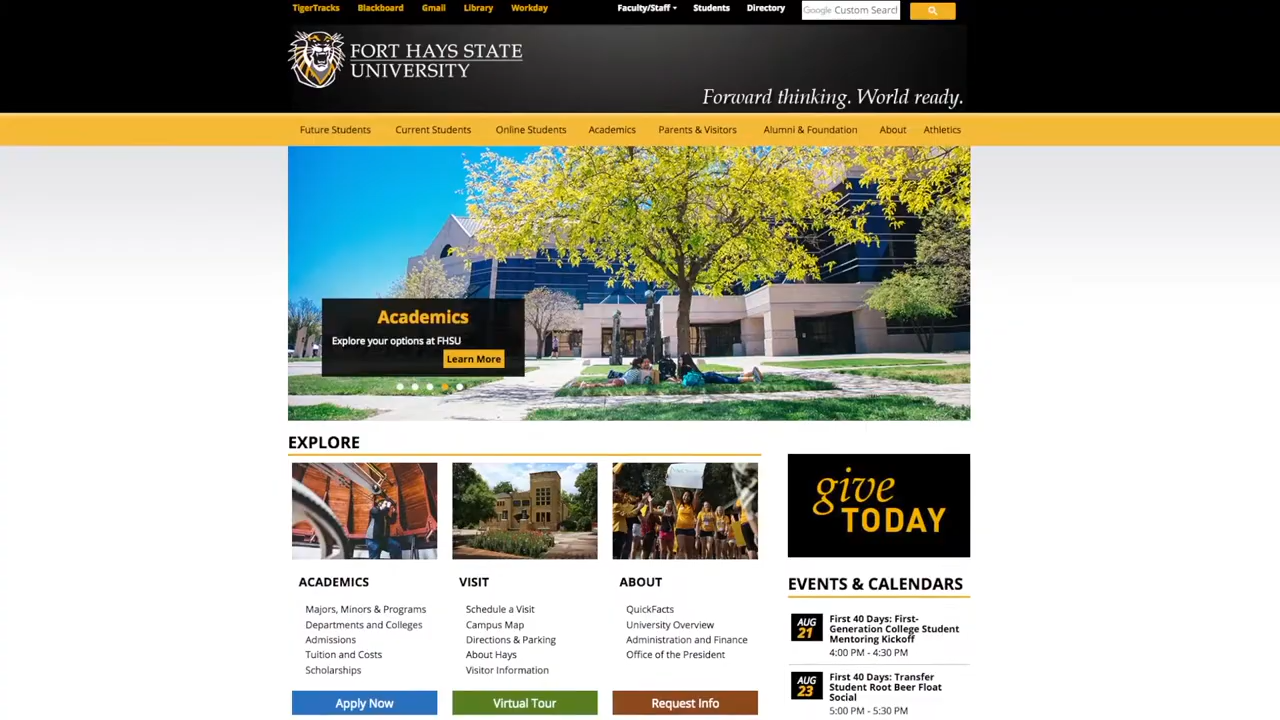 TigerTracks Blackboard Gmail Library Workday Faculty/Staff Students Directory Google Custom Search
FORT HAYS STATE
UNIVERSITY
Forward thinking. World ready.
Future Students Current Students Online Students Academics Parents & Visitors Alumni & Foundation About Athletics
Academics
Explore your options at FHSU
Learn More
EXPLORE
ACADEMICS
Majors, Minors & Programs
Departments and Colleges
Admissions
Tuition and Costs
Scholarships
Apply Now
VISIT
Schedule a Visit
Campus Map
Directions & Parking
About Hays
Visitor Information
Virtual Tour
ABOUT
QuickFacts
University Overview
Administration and Finance
Office of the President
Request Info
give
TODAY
EVENTS & CALENDARS
AUG
21
First 40 Days: First-
Generation College Student
Mentoring Kickoff
4:00 PM - 4:30 PM
AUG
23
First 40 Days: Transfer
Student Root Beer Float
Social
5:00 PM - 5:30 PM